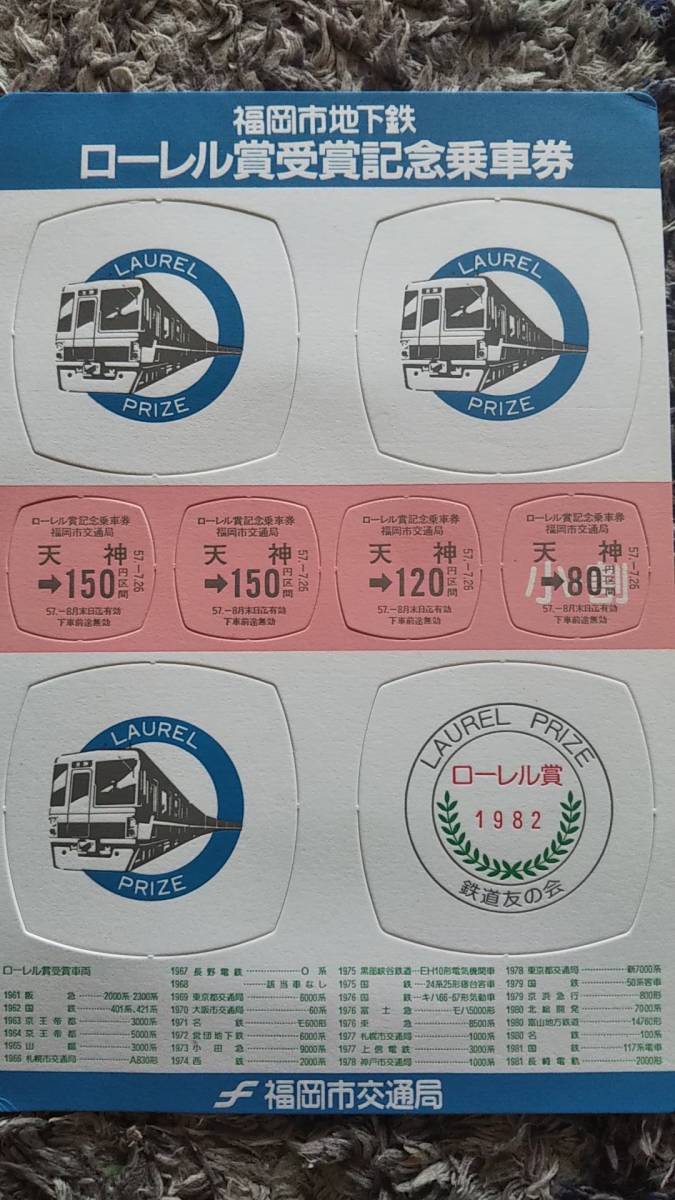 福岡市地下鉄
ローレル賞受賞記念乗車券
LAUREL
PRIZE
LAUREL
PRIZE
ローレル賞記念乗車券
福岡市交通局
天神
➡150円区間
57.-7.26
57.-8月末日迄有効
下車前途無効
ローレル賞記念乗車券
福岡市交通局
天神
➡150円区間
57.-7.26
57.-8月末日迄有効
下車前途無効
ローレル賞記念乗車券
福岡市交通局
天神
➡120円区間
57.-7.26
57.-8月末日迄有効
下車前途無効
ローレル賞記念乗車券
福岡市交通局
天神
➡80円区間
小
57.-7.26
57.-8月末日迄有効
下車前途無効
LAUREL
PRIZE
LAUREL PRIZE
ローレル賞
1982
鉄道友の会
ローレル賞受賞車両
1961 阪急……2000系・2300系
1962 国鉄……401系、421系
1963 京王帝都……3000系
1964 京王帝都……5000系
1965 山陽……3000系
1966 札幌市交通局……A830形
1967 長野電鉄……0系
1968 ……該当車なし
1969 東京都交通局……6000系
1970 大阪市交通局……60系
1971 名鉄……モ600形
1972 営団地下鉄……6000系
1973 小田急……9000系
1974 西鉄……2000形
1975 黒部峡谷鉄道……EH10形電気機関車
1975 国鉄……24系25形寝台客車
1976 国鉄……キハ66・67形気動車
1976 富士急……モハ5000形
1976 東急……8500系
1977 札幌市交通局……1000系
1977 上信電鉄……3000系
1978 神戸市交通局……1000系
1978 東京都交通局……新7000系
1979 国鉄……50系客車
1979 京浜急行……800形
1980 北総開発……7000系
1980 富山地方鉄道……14760形
1980 名鉄……100系
1981 国鉄……117系電車
1981 長崎電軌……2000形
福岡市交通局